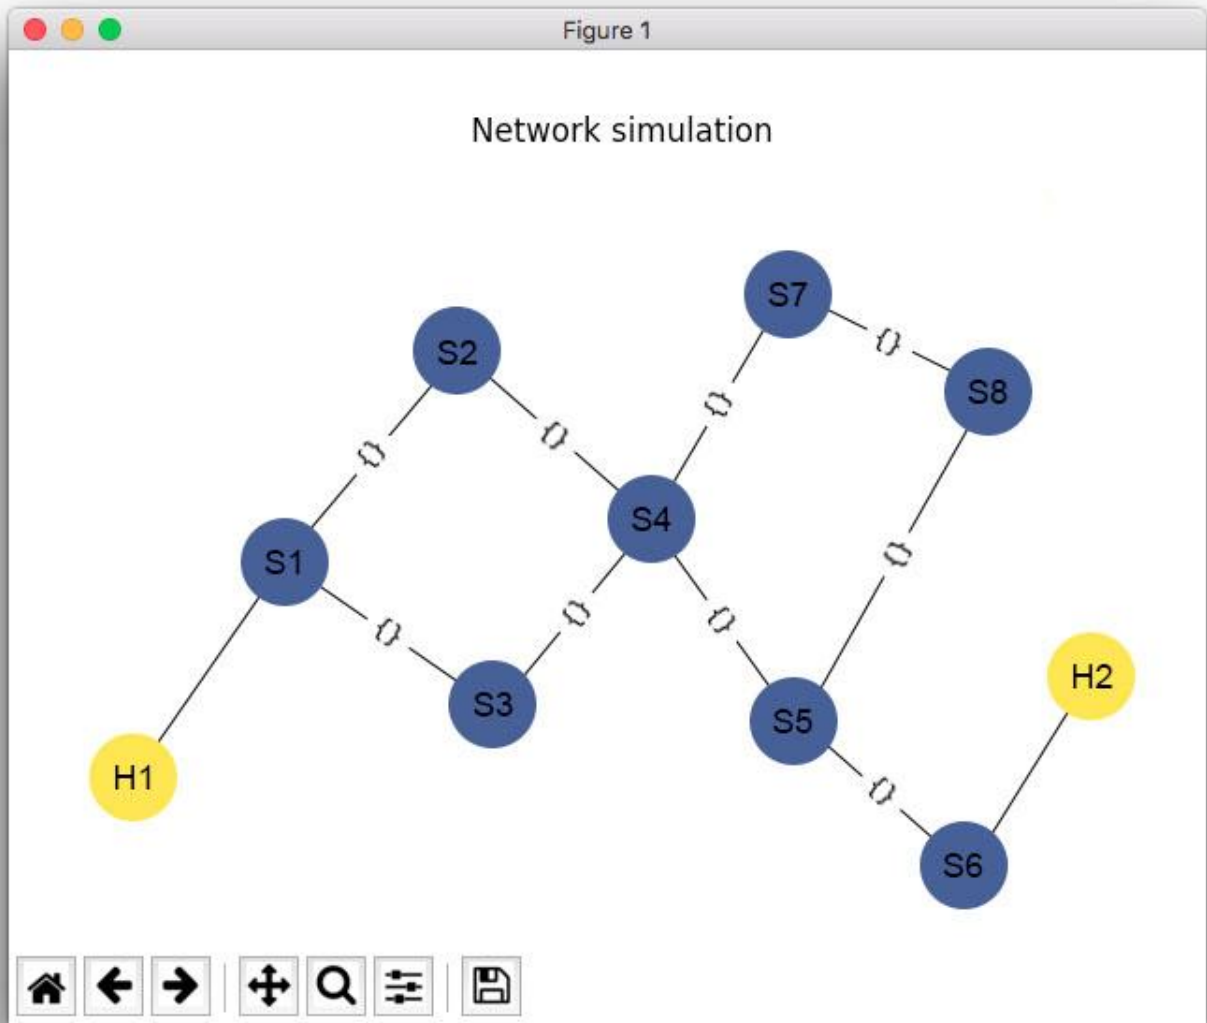 Figure 1
Network simulation
S7
S2
{}
S8
{}
{}
{}
S4
S1
{}
{}
{}
{}
H2
S3
S5
H1
{}
S6